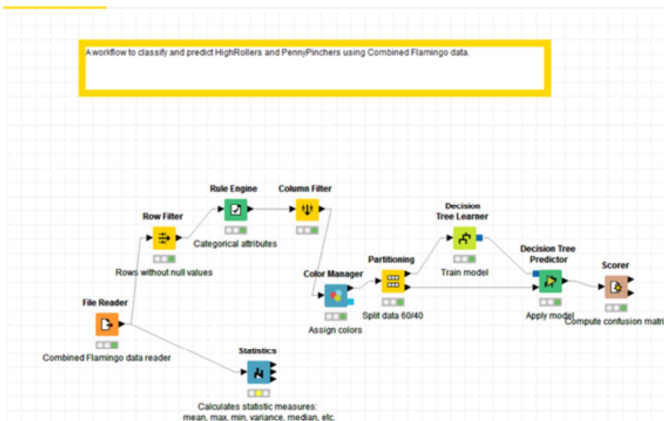 A workflow to classify and predict HighRollers and PennyPinchers using Combined Flamingo data.
Rule Engine
Column Filter
Categorical attributes
Row Filter
Rows without null values
Decision
Tree Learner
Train model
Partitioning
Split data 60/40
Decision Tree
Predictor
Apply model
Scorer
Compute confusion matri
Color Manager
Assign colors
File Reader
Combined Flamingo data reader
Statistics
Calculates statistic measures:
mean, max, min, variance, median, etc.